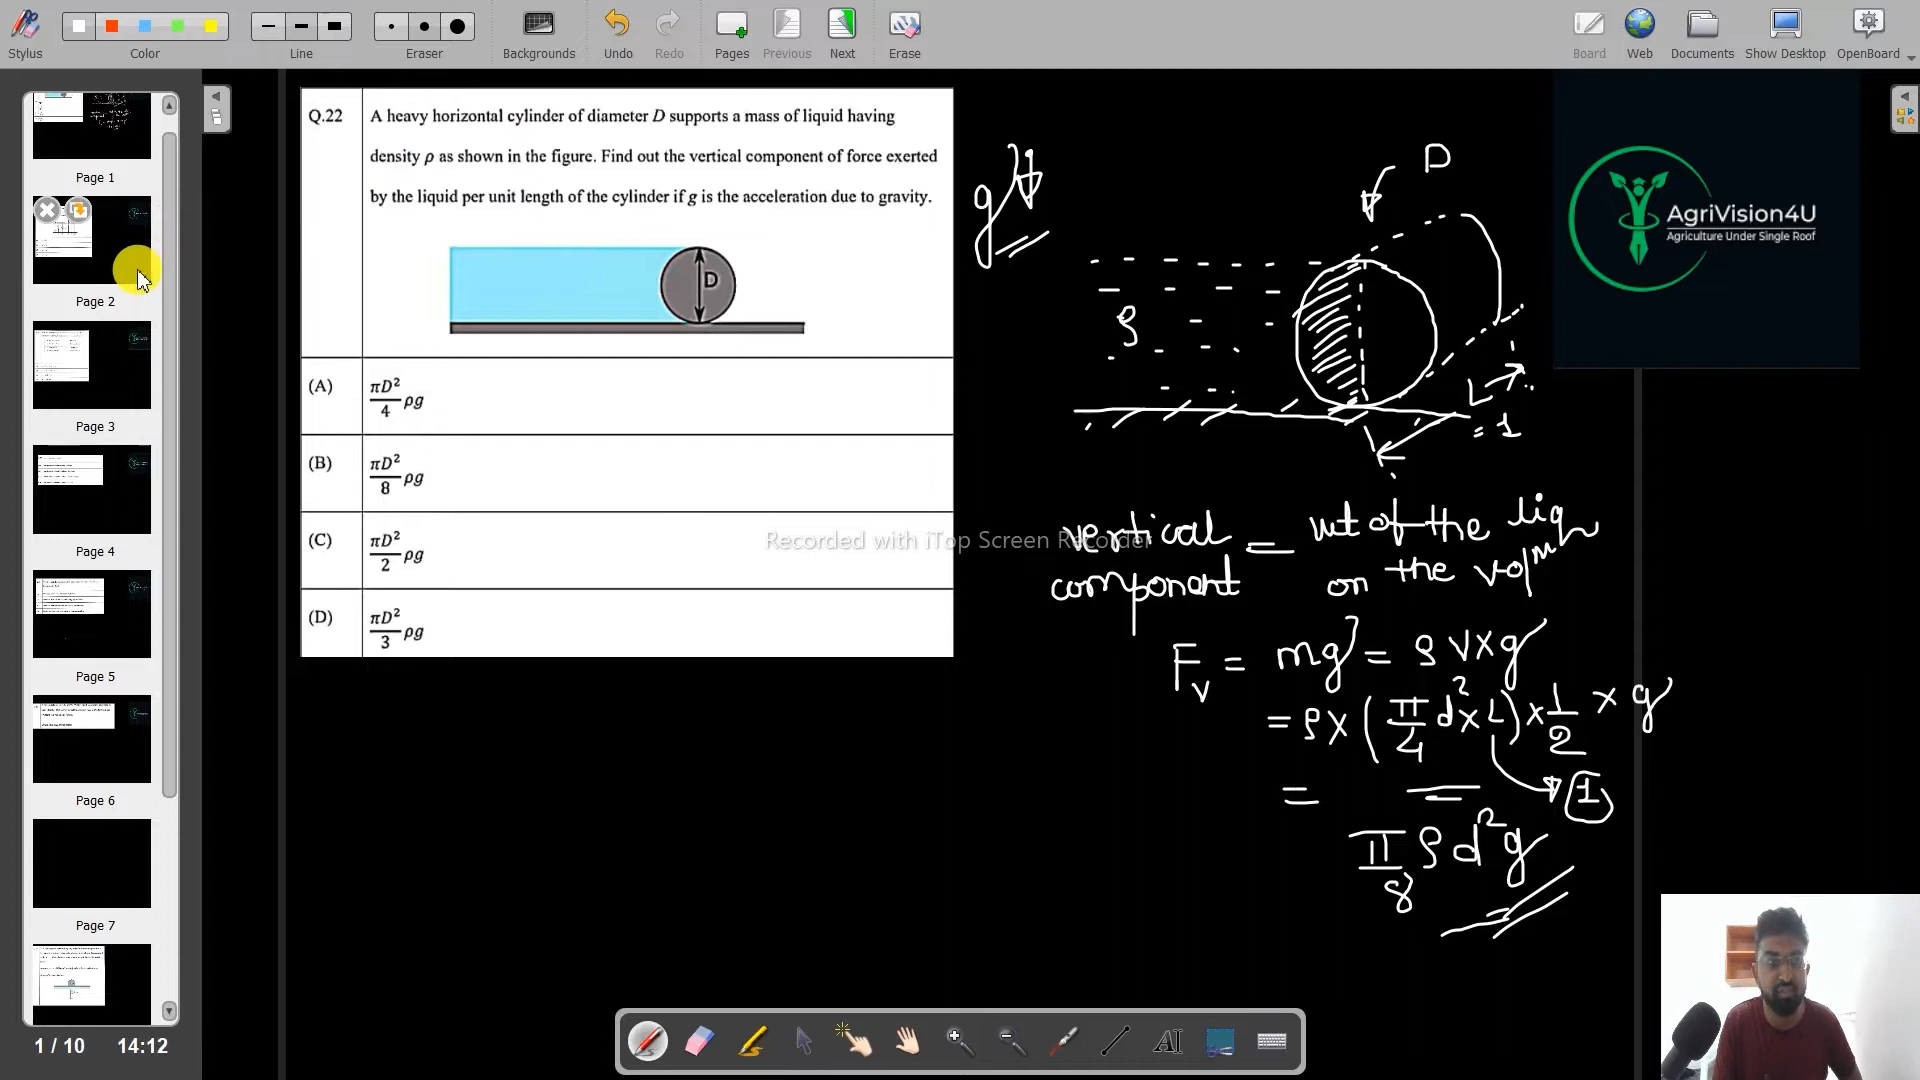 Stylus
Color
Line
Eraser
Backgrounds
Undo
Redo
Pages
Previous
Next
Erase
Board
Web
Documents
Show Desktop
OpenBoard
Page 1
Page 2
Page 3
Page 4
Page 5
Page 6
Page 7
1 / 10 14:12
Q.22 A heavy horizontal cylinder of diameter D supports a mass of liquid having
density ρ as shown in the figure. Find out the vertical component of force exerted
by the liquid per unit length of the cylinder if g is the acceleration due to gravity.
D
(A) πD²/4 ρg
(B) πD²/8 ρg
(C) πD²/2 ρg
(D) πD²/3 ρg
g
D
ρ
L
= 1
AgriVision4U
Agriculture Under Single Roof
Recorded with iTop Screen Recorder
vertical component = wt of the liq
on the volm
Fv = mg = ρ V × g
= ρ × (π/4 d² × L) × 1/2 × g
1
=
π/8 ρ d² g
AI